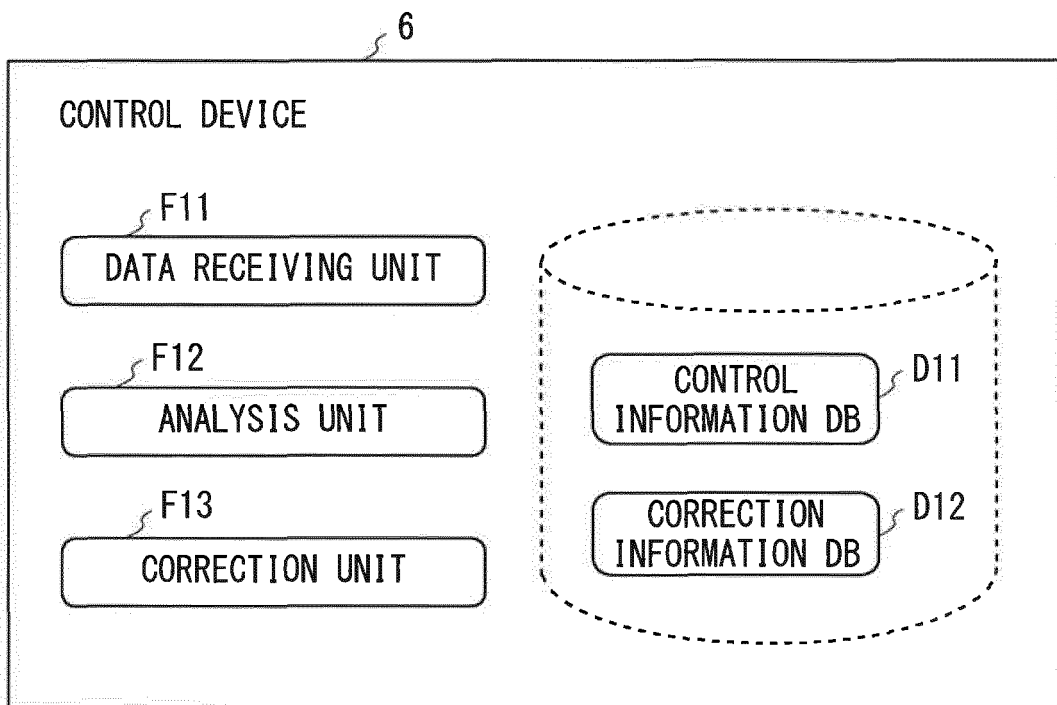 6
CONTROL DEVICE
F11
DATA RECEIVING UNIT
F12
ANALYSIS UNIT
F13
CORRECTION UNIT
CONTROL
INFORMATION DB
D11
CORRECTION
INFORMATION DB
D12